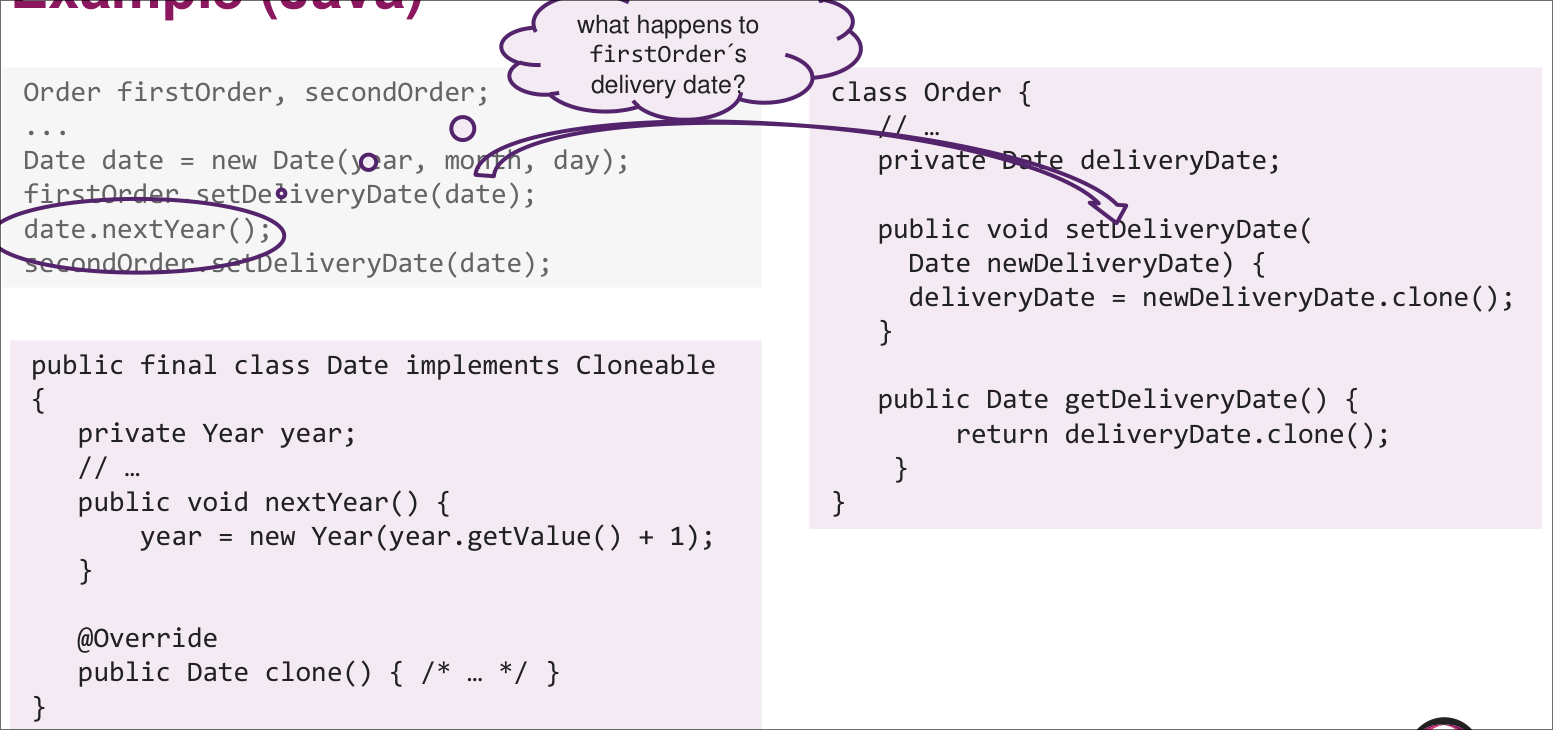 Example (Java)
what happens to
firstOrder´s
delivery date?
Order firstOrder, secondOrder;
...
Date date = new Date(year, month, day);
firstOrder.setDeliveryDate(date);
date.nextYear();
secondOrder.setDeliveryDate(date);
public final class Date implements Cloneable
{
   private Year year;
   // …
   public void nextYear() {
       year = new Year(year.getValue() + 1);
   }

   @Override
   public Date clone() { /* … */ }
}
class Order {
   // …
   private Date deliveryDate;

   public void setDeliveryDate(
     Date newDeliveryDate) {
     deliveryDate = newDeliveryDate.clone();
   }

   public Date getDeliveryDate() {
        return deliveryDate.clone();
    }
}